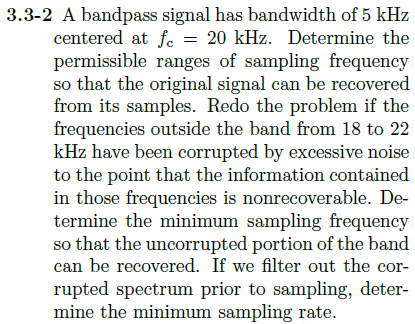 3.3-2 A bandpass signal has bandwidth of 5 kHz
centered at f_c = 20 kHz. Determine the
permissible ranges of sampling frequency
so that the original signal can be recovered
from its samples. Redo the problem if the
frequencies outside the band from 18 to 22
kHz have been corrupted by excessive noise
to the point that the information contained
in those frequencies is nonrecoverable. De-
termine the minimum sampling frequency
so that the uncorrupted portion of the band
can be recovered. If we filter out the cor-
rupted spectrum prior to sampling, deter-
mine the minimum sampling rate.